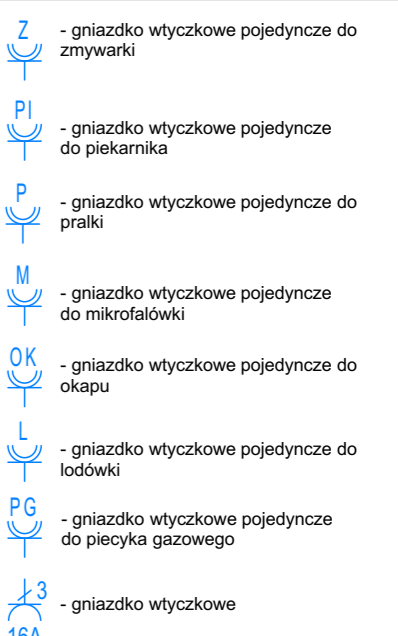 Z
- gniazdko wtyczkowe pojedyncze do
zmywarki
PI
- gniazdko wtyczkowe pojedyncze
do piekarnika
P
- gniazdko wtyczkowe pojedyncze do
pralki
M
- gniazdko wtyczkowe pojedyncze
do mikrofalówki
OK
- gniazdko wtyczkowe pojedyncze do
okapu
L
- gniazdko wtyczkowe pojedyncze do
lodówki
PG
- gniazdko wtyczkowe pojedyncze
do piecyka gazowego
3
- gniazdko wtyczkowe
16A